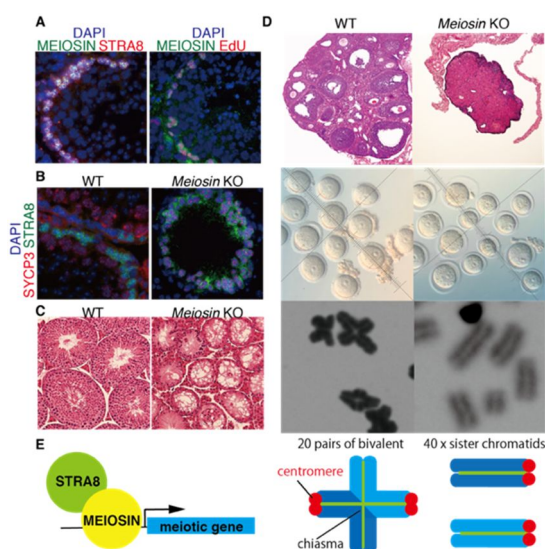 A
DAPI
MEIOSIN STRA8
DAPI
MEIOSIN EdU
B
WT
Meiosin KO
DAPI
SYCP3 STRA8
C
WT
Meiosin KO
D
WT
Meiosin KO
20 pairs of bivalent
40 x sister chromatids
centromere
chiasma
E
STRA8
MEIOSIN
meiotic gene